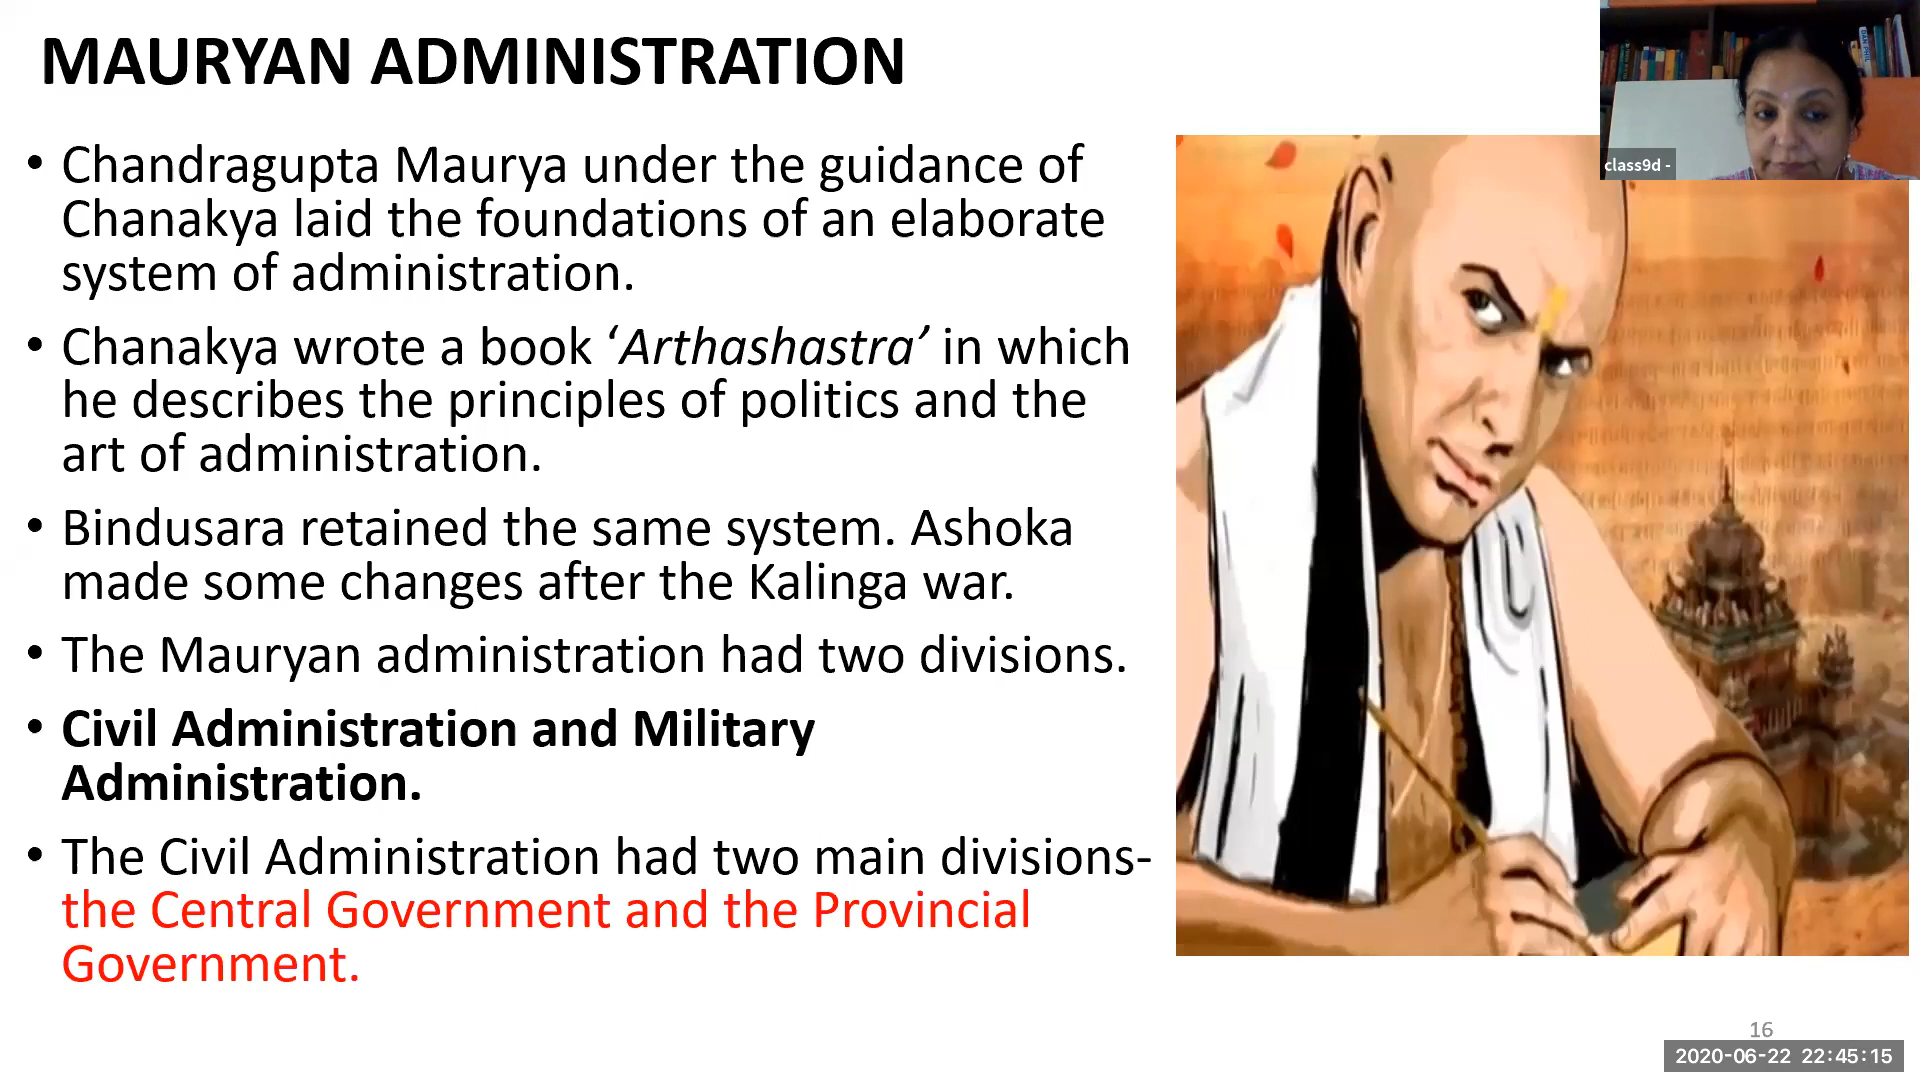 MAURYAN ADMINISTRATION
class9d -
• Chandragupta Maurya under the guidance of
Chanakya laid the foundations of an elaborate
system of administration.
• Chanakya wrote a book ‘Arthashastra’ in which
he describes the principles of politics and the
art of administration.
• Bindusara retained the same system. Ashoka
made some changes after the Kalinga war.
• The Mauryan administration had two divisions.
• Civil Administration and Military
Administration.
• The Civil Administration had two main divisions-
the Central Government and the Provincial
Government.
16
2020-06-22 22:45:15